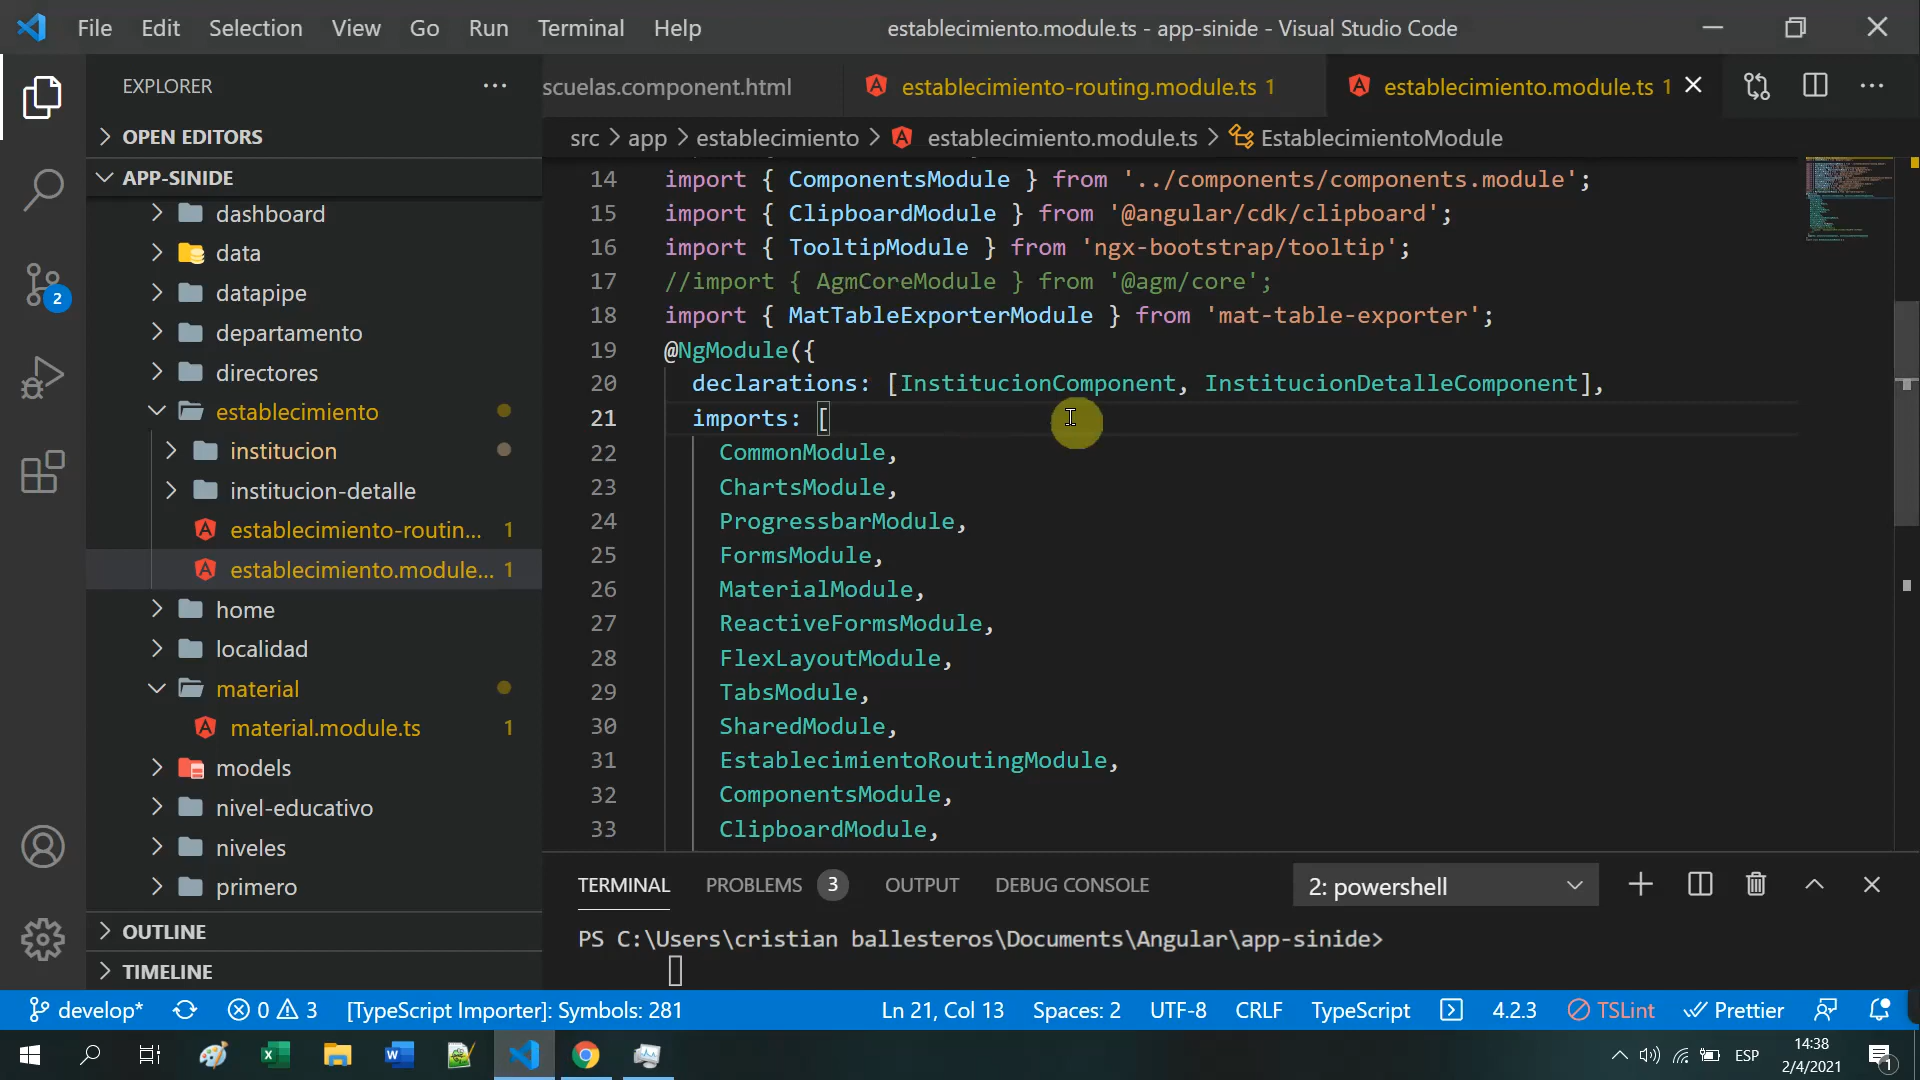 File Edit Selection View Go Run Terminal Help
establecimiento.module.ts - app-sinide - Visual Studio Code
EXPLORER
OPEN EDITORS
APP-SINIDE
dashboard
data
datapipe
departamento
directores
establecimiento
institucion
institucion-detalle
establecimiento-routin... 1
establecimiento.module... 1
home
localidad
material
material.module.ts 1
models
nivel-educativo
niveles
primero
OUTLINE
TIMELINE
2
scuelas.component.html
establecimiento-routing.module.ts 1
establecimiento.module.ts 1
src > app > establecimiento > establecimiento.module.ts > EstablecimientoModule
14 import { ComponentsModule } from '../components/components.module';
15 import { ClipboardModule } from '@angular/cdk/clipboard';
16 import { TooltipModule } from 'ngx-bootstrap/tooltip';
17 //import { AgmCoreModule } from '@agm/core';
18 import { MatTableExporterModule } from 'mat-table-exporter';
19 @NgModule({
20 declarations: [InstitucionComponent, InstitucionDetalleComponent],
21 imports: [
22 CommonModule,
23 ChartsModule,
24 ProgressbarModule,
25 FormsModule,
26 MaterialModule,
27 ReactiveFormsModule,
28 FlexLayoutModule,
29 TabsModule,
30 SharedModule,
31 EstablecimientoRoutingModule,
32 ComponentsModule,
33 ClipboardModule,
TERMINAL PROBLEMS 3 OUTPUT DEBUG CONSOLE 2: powershell
PS C:\Users\cristian ballesteros\Documents\Angular\app-sinide>
develop* 0 3 [TypeScript Importer]: Symbols: 281 Ln 21, Col 13 Spaces: 2 UTF-8 CRLF TypeScript 4.2.3 TSLint Prettier
ESP
14:38
2/4/2021
1